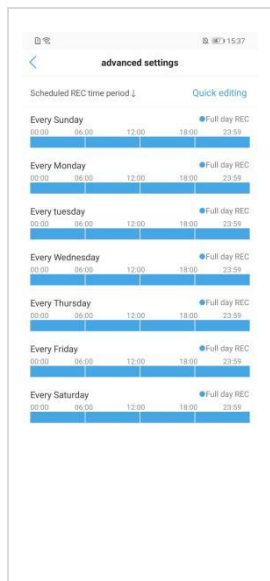 15:37
advanced settings
Scheduled REC time period ↓ Quick editing
Every Sunday Full day REC
00:00 06:00 12:00 18:00 23:59
Every Monday Full day REC
00:00 06:00 12:00 18:00 23:59
Every tuesday Full day REC
00:00 06:00 12:00 18:00 23:59
Every Wednesday Full day REC
00:00 06:00 12:00 18:00 23:59
Every Thursday Full day REC
00:00 06:00 12:00 18:00 23:59
Every Friday Full day REC
00:00 06:00 12:00 18:00 23:59
Every Saturday Full day REC
00:00 06:00 12:00 18:00 23:59